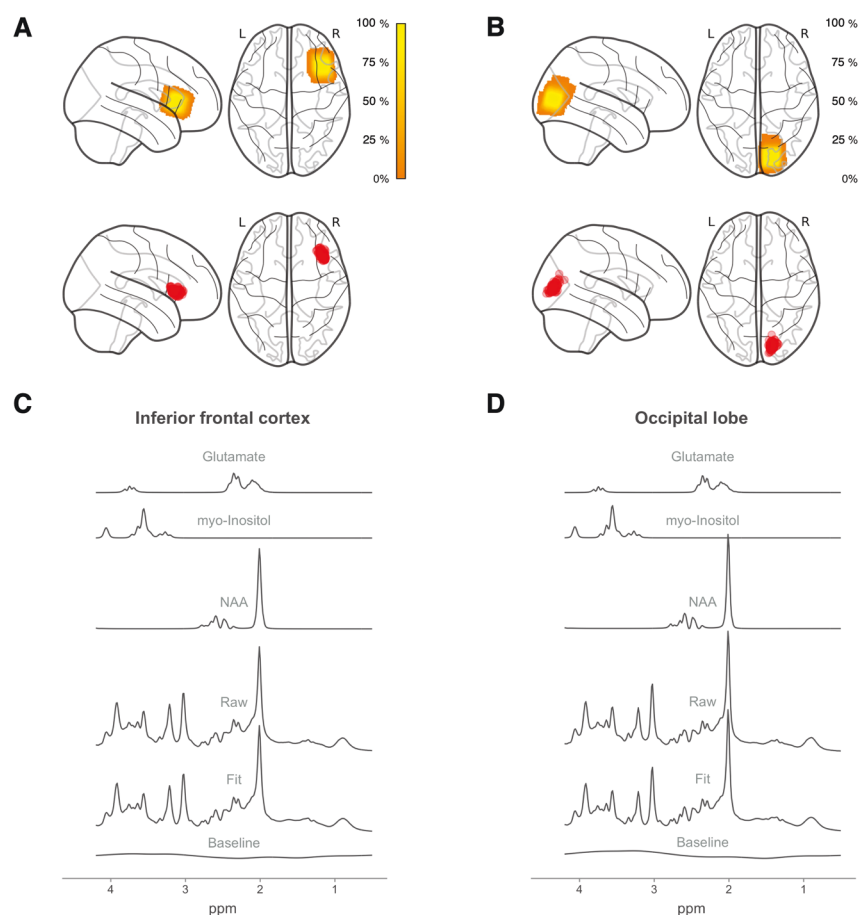 A
L
R
100 %
75 %
50 %
25 %
0%
L
R
B
L
R
100 %
75 %
50 %
25 %
0%
L
R
C
Inferior frontal cortex
Glutamate
myo-Inositol
NAA
Raw
Fit
Baseline
4 3 2 1
ppm
D
Occipital lobe
Glutamate
myo-Inositol
NAA
Raw
Fit
Baseline
4 3 2 1
ppm